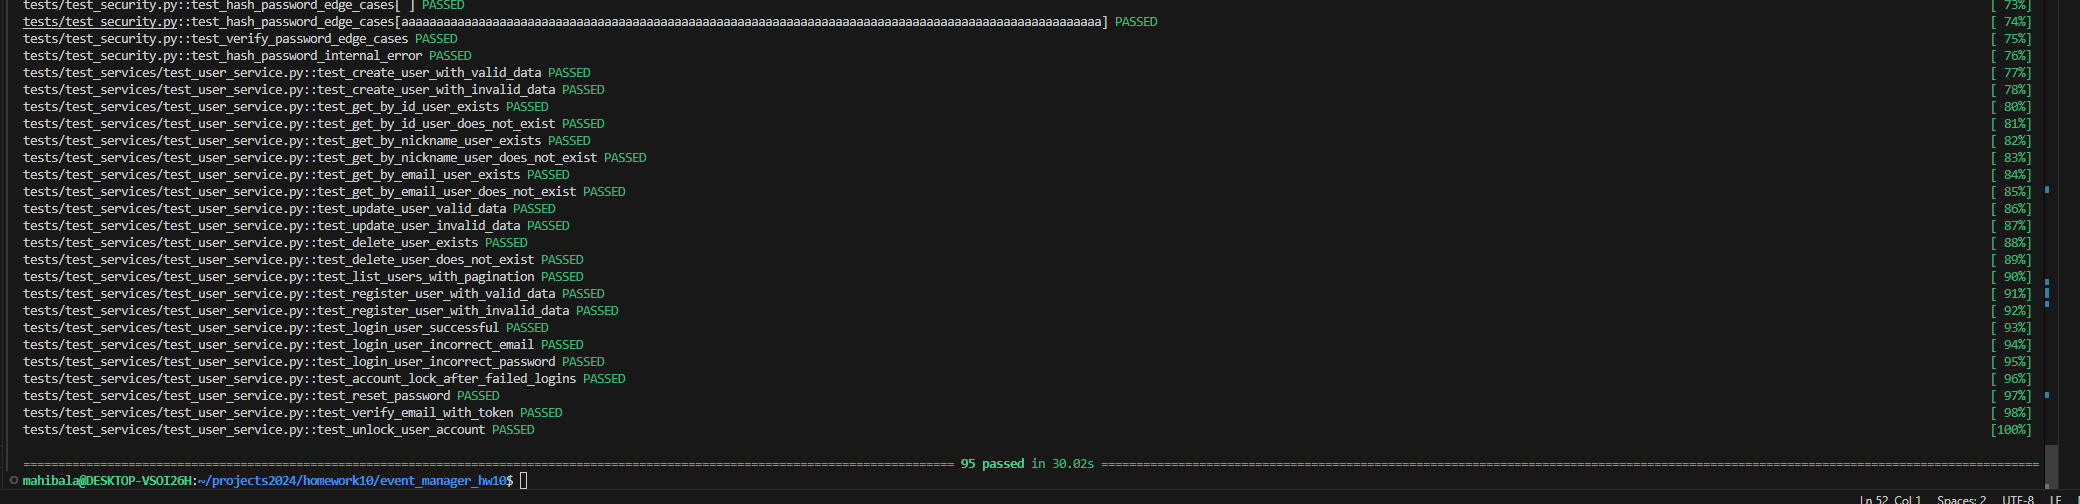 tests/test_security.py::test_hash_password_edge_cases[ ] PASSED [ 73%]
tests/test_security.py::test_hash_password_edge_cases[aaaaaaaaaaaaaaaaaaaaaaaaaaaaaaaaaaaaaaaaaaaaaaaaaaaaaaaaaaaaaaaaaaaaaaaaaaaaaaaaaaaaaaaaaaaaaaaaaaaa] PASSED [ 74%]
tests/test_security.py::test_verify_password_edge_cases PASSED [ 75%]
tests/test_security.py::test_hash_password_internal_error PASSED [ 76%]
tests/test_services/test_user_service.py::test_create_user_with_valid_data PASSED [ 77%]
tests/test_services/test_user_service.py::test_create_user_with_invalid_data PASSED [ 78%]
tests/test_services/test_user_service.py::test_get_by_id_user_exists PASSED [ 80%]
tests/test_services/test_user_service.py::test_get_by_id_user_does_not_exist PASSED [ 81%]
tests/test_services/test_user_service.py::test_get_by_nickname_user_exists PASSED [ 82%]
tests/test_services/test_user_service.py::test_get_by_nickname_user_does_not_exist PASSED [ 83%]
tests/test_services/test_user_service.py::test_get_by_email_user_exists PASSED [ 84%]
tests/test_services/test_user_service.py::test_get_by_email_user_does_not_exist PASSED [ 85%]
tests/test_services/test_user_service.py::test_update_user_valid_data PASSED [ 86%]
tests/test_services/test_user_service.py::test_update_user_invalid_data PASSED [ 87%]
tests/test_services/test_user_service.py::test_delete_user_exists PASSED [ 88%]
tests/test_services/test_user_service.py::test_delete_user_does_not_exist PASSED [ 89%]
tests/test_services/test_user_service.py::test_list_users_with_pagination PASSED [ 90%]
tests/test_services/test_user_service.py::test_register_user_with_valid_data PASSED [ 91%]
tests/test_services/test_user_service.py::test_register_user_with_invalid_data PASSED [ 92%]
tests/test_services/test_user_service.py::test_login_user_successful PASSED [ 93%]
tests/test_services/test_user_service.py::test_login_user_incorrect_email PASSED [ 94%]
tests/test_services/test_user_service.py::test_login_user_incorrect_password PASSED [ 95%]
tests/test_services/test_user_service.py::test_account_lock_after_failed_logins PASSED [ 96%]
tests/test_services/test_user_service.py::test_reset_password PASSED [ 97%]
tests/test_services/test_user_service.py::test_verify_email_with_token PASSED [ 98%]
tests/test_services/test_user_service.py::test_unlock_user_account PASSED [100%]
95 passed in 30.02s
mahibala@DESKTOP-VSOI26H:~/projects2024/homework10/event_manager_hw10$
Ln 52, Col 1 Spaces: 2 UTF-8 LF